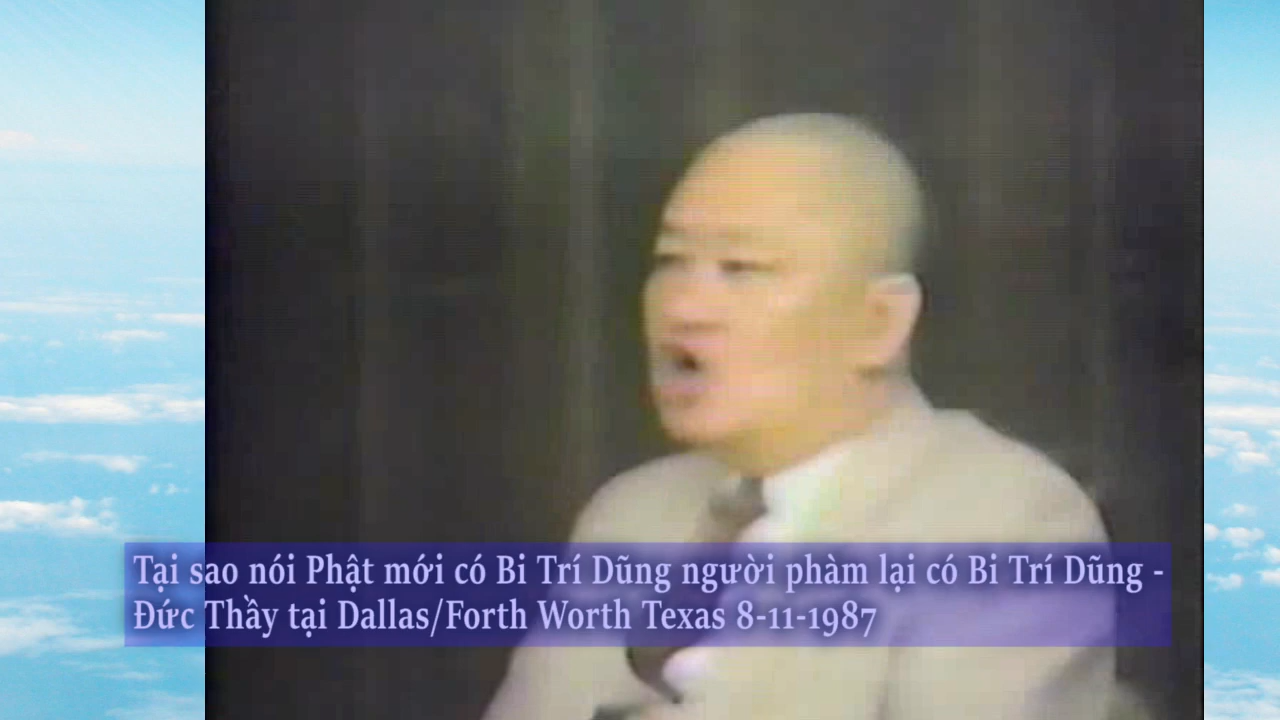 Tại sao nói Phật mới có Bi Trí Dũng người phàm lại có Bi Trí Dũng -
Đức Thầy tại Dallas/Forth Worth Texas 8-11-1987